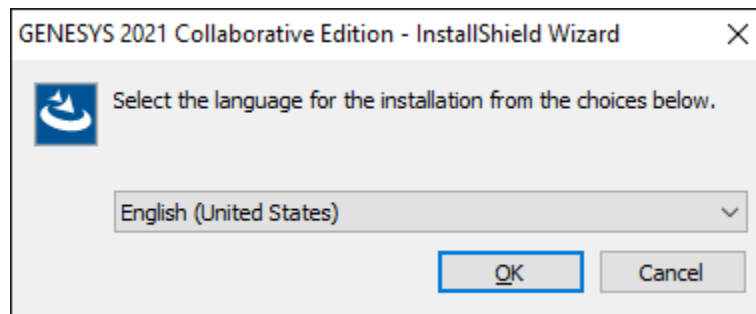 GENESYS 2021 Collaborative Edition - InstallShield Wizard
Select the language for the installation from the choices below.
English (United States)
OK Cancel